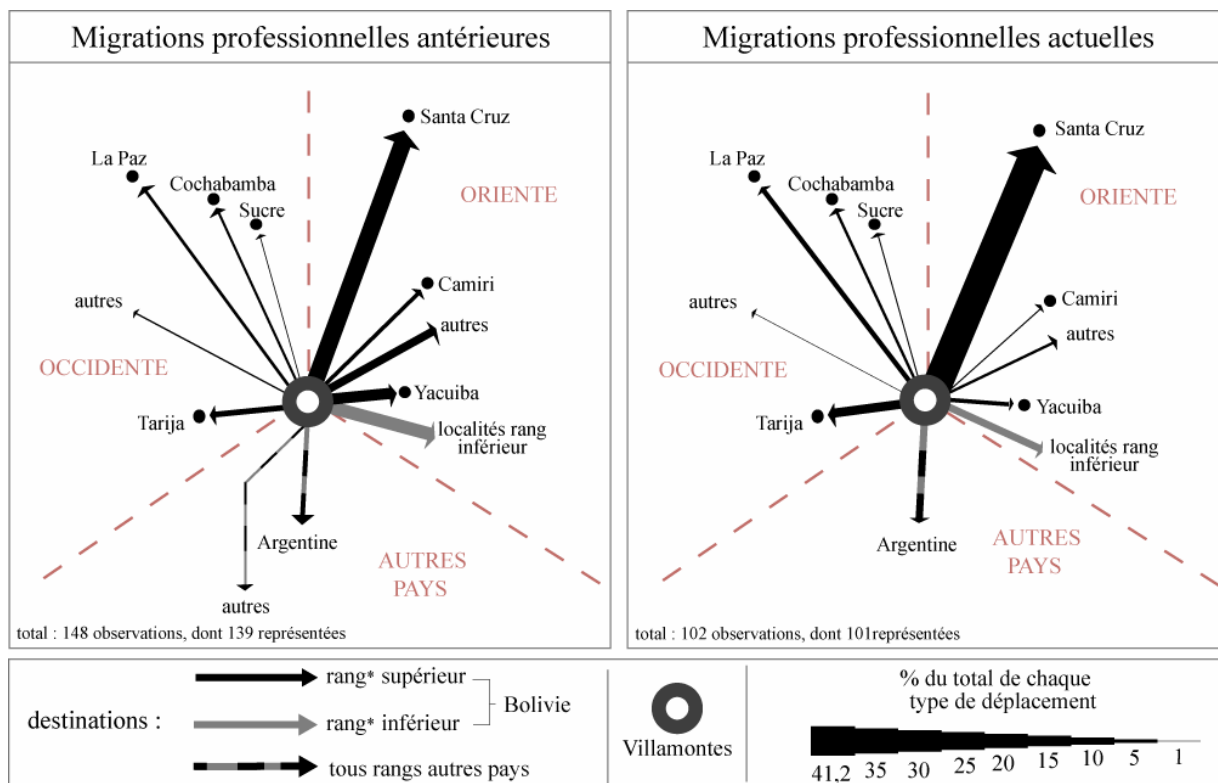 Migrations professionnelles antérieures
Santa Cruz
La Paz
Cochabamba
Sucre
ORIENTE
Camiri
autres
autres
OCCIDENTE
Yacuiba
Tarija
localités rang
inférieur
Argentine
AUTRES
PAYS
autres
total : 148 observations, dont 139 représentées
Migrations professionnelles actuelles
Santa Cruz
La Paz
Cochabamba
Sucre
ORIENTE
Camiri
autres
autres
OCCIDENTE
Yacuiba
Tarija
localités rang
inférieur
Argentine
AUTRES
PAYS
total : 102 observations, dont 101représentées
destinations :
rang* supérieur
rang* inférieur
Bolivie
tous rangs autres pays
Villamontes
% du total de chaque
type de déplacement
41,2 35 30 25 20 15 10 5 1